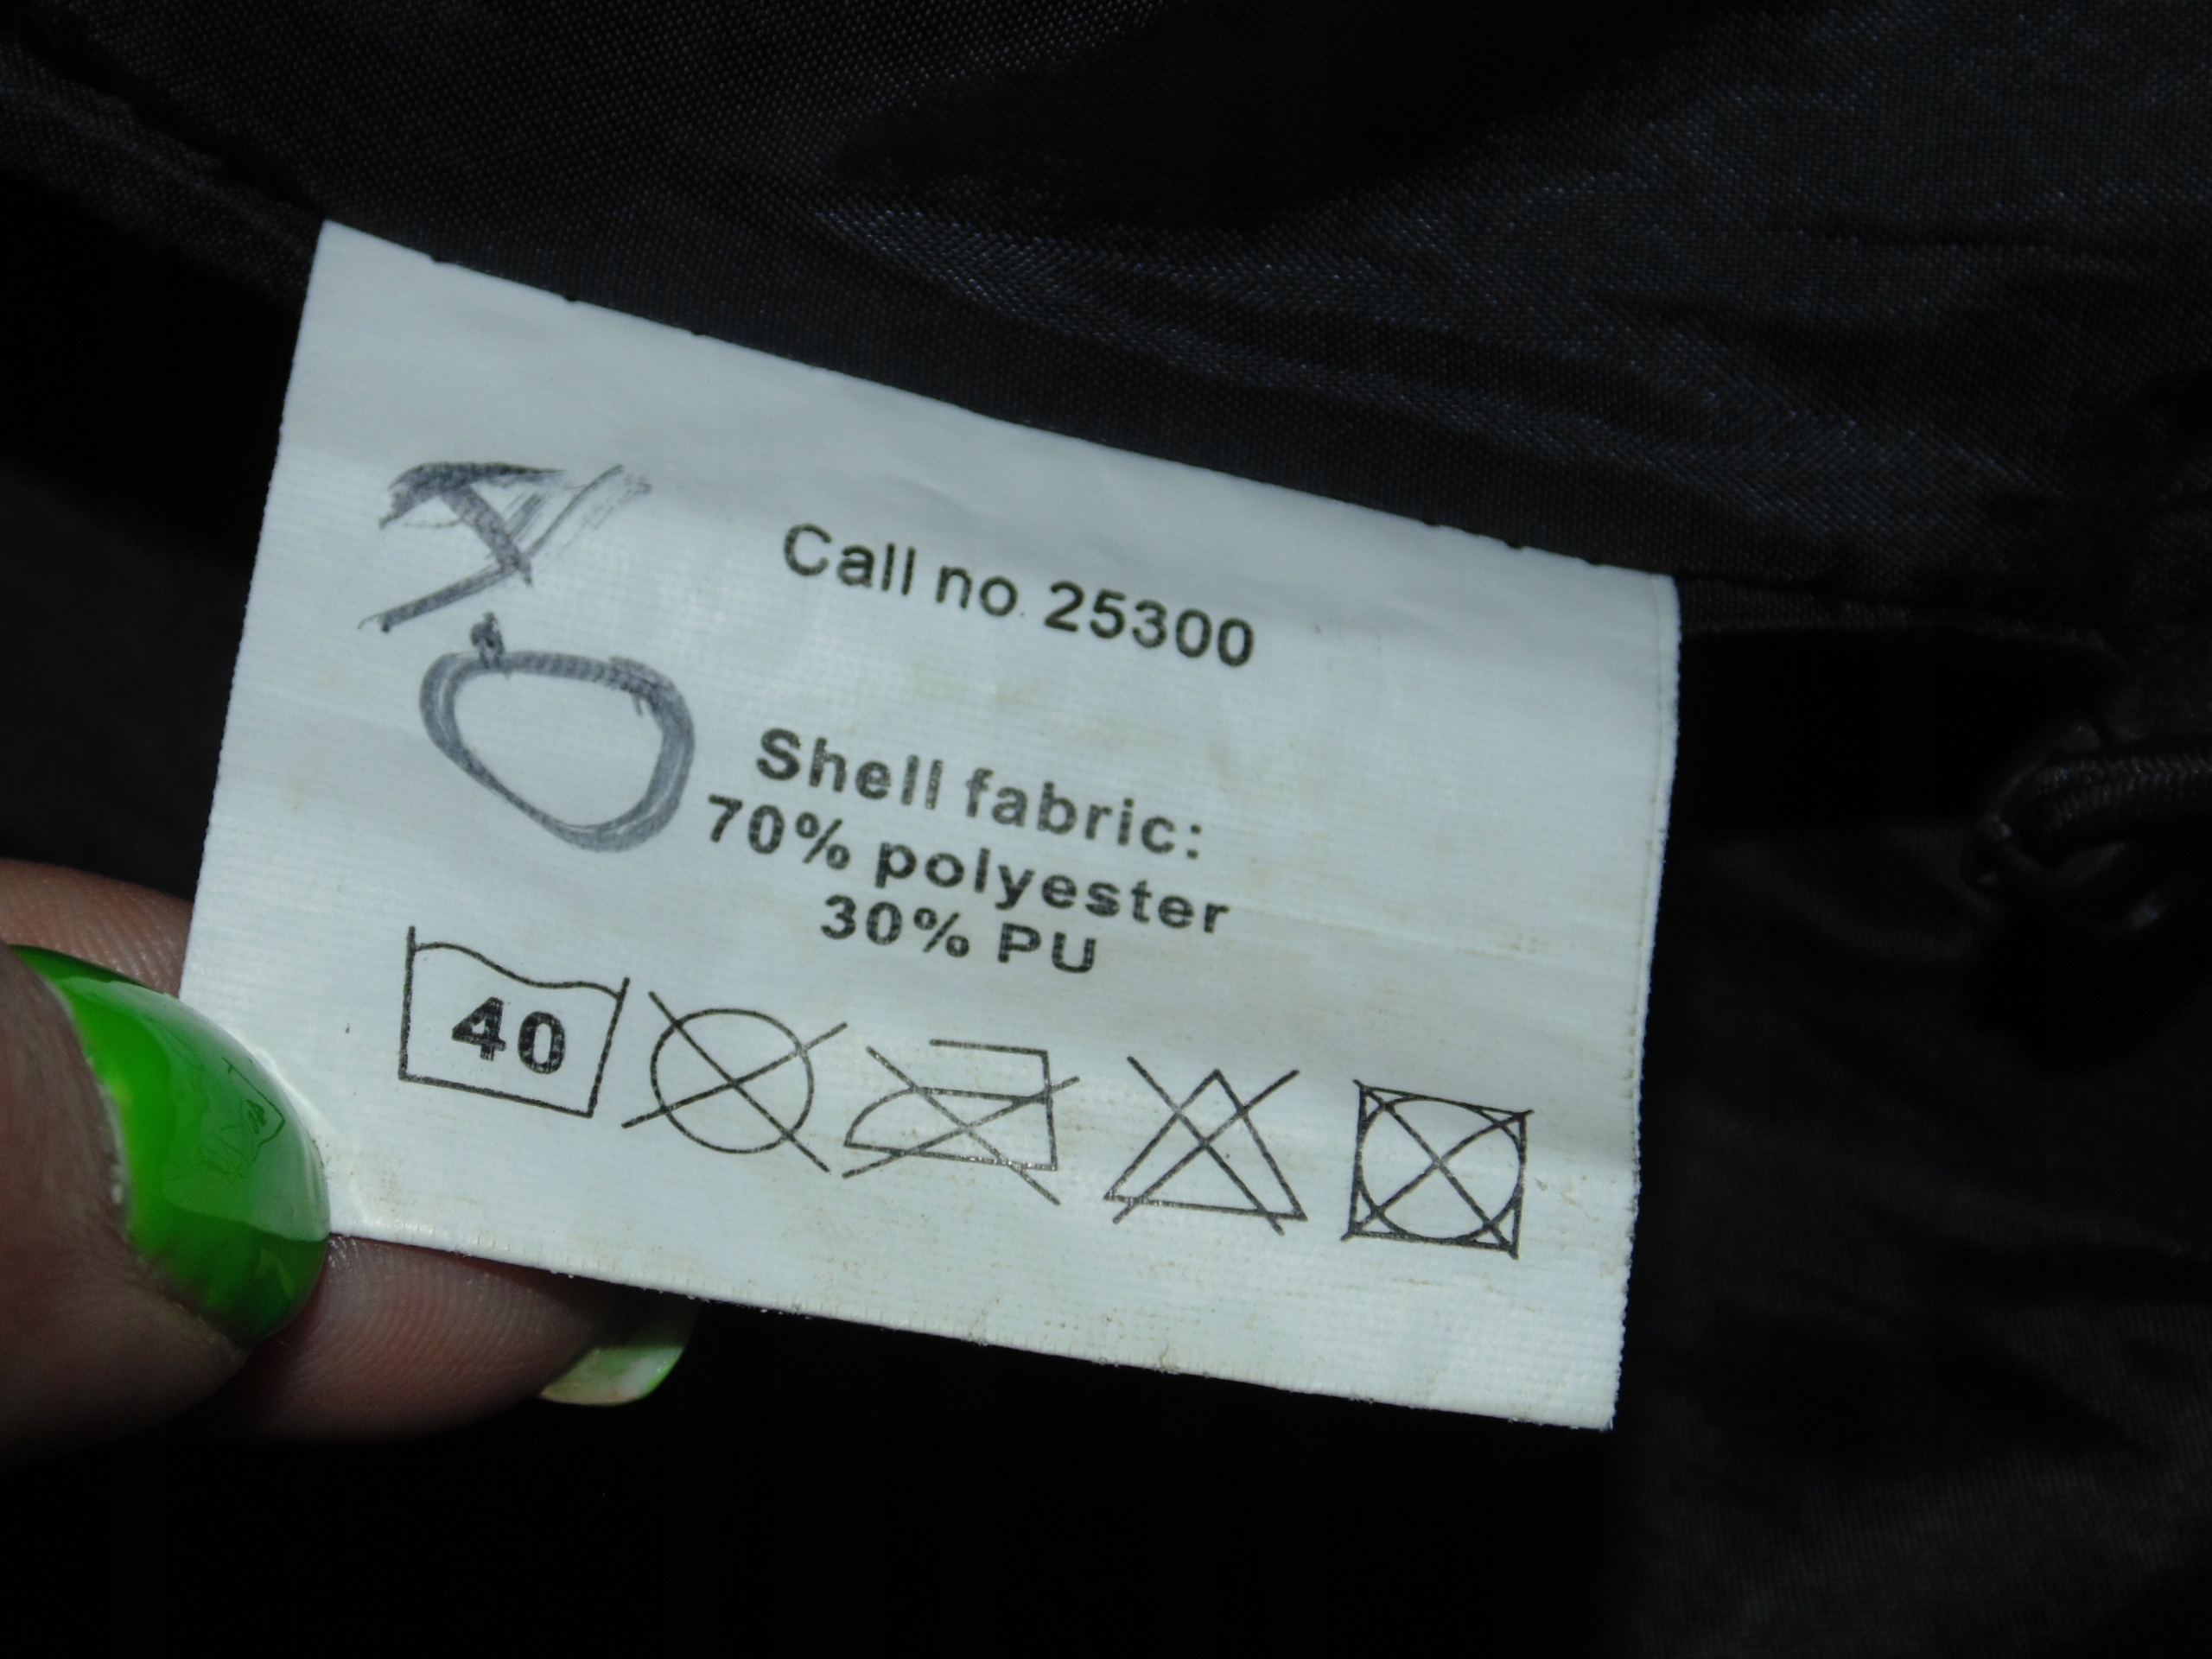 Call no 25300
Shell fabric:
70% polyester
30% PU
40